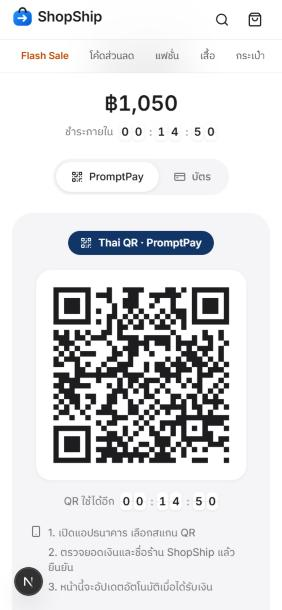 ShopShip
Flash Sale โค้ดส่วนลด แฟชั่น เสื้อ กระเป๋า
฿1,050
ชำระภายใน 00:14:50
PromptPay บัตร
Thai QR · PromptPay
QR ใช้ได้อีก 00:14:50
1. เปิดแอปธนาคาร เลือกสแกน QR
2. ตรวจยอดเงินและชื่อร้าน ShopShip แล้ว
ยืนยัน
3. หน้านี้จะอัปเดตอัตโนมัติเมื่อได้รับเงิน
N